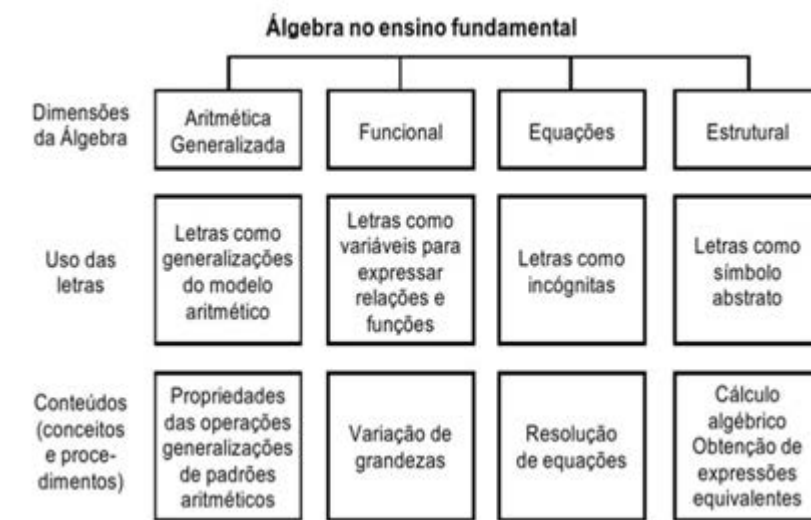 Álgebra no ensino fundamental
Dimensões
da Álgebra
Aritmética
Generalizada
Funcional
Equações
Estrutural
Uso das
letras
Letras como
generalizações
do modelo
aritmético
Letras como
variáveis para
expressar
relações e
funções
Letras como
incógnitas
Letras como
símbolo
abstrato
Conteúdos
(conceitos
e proce-
dimentos)
Propriedades
das operações
generalizações
de padrões
aritméticos
Variação de
grandezas
Resolução
de equações
Cálculo
algébrico
Obtenção de
expressões
equivalentes